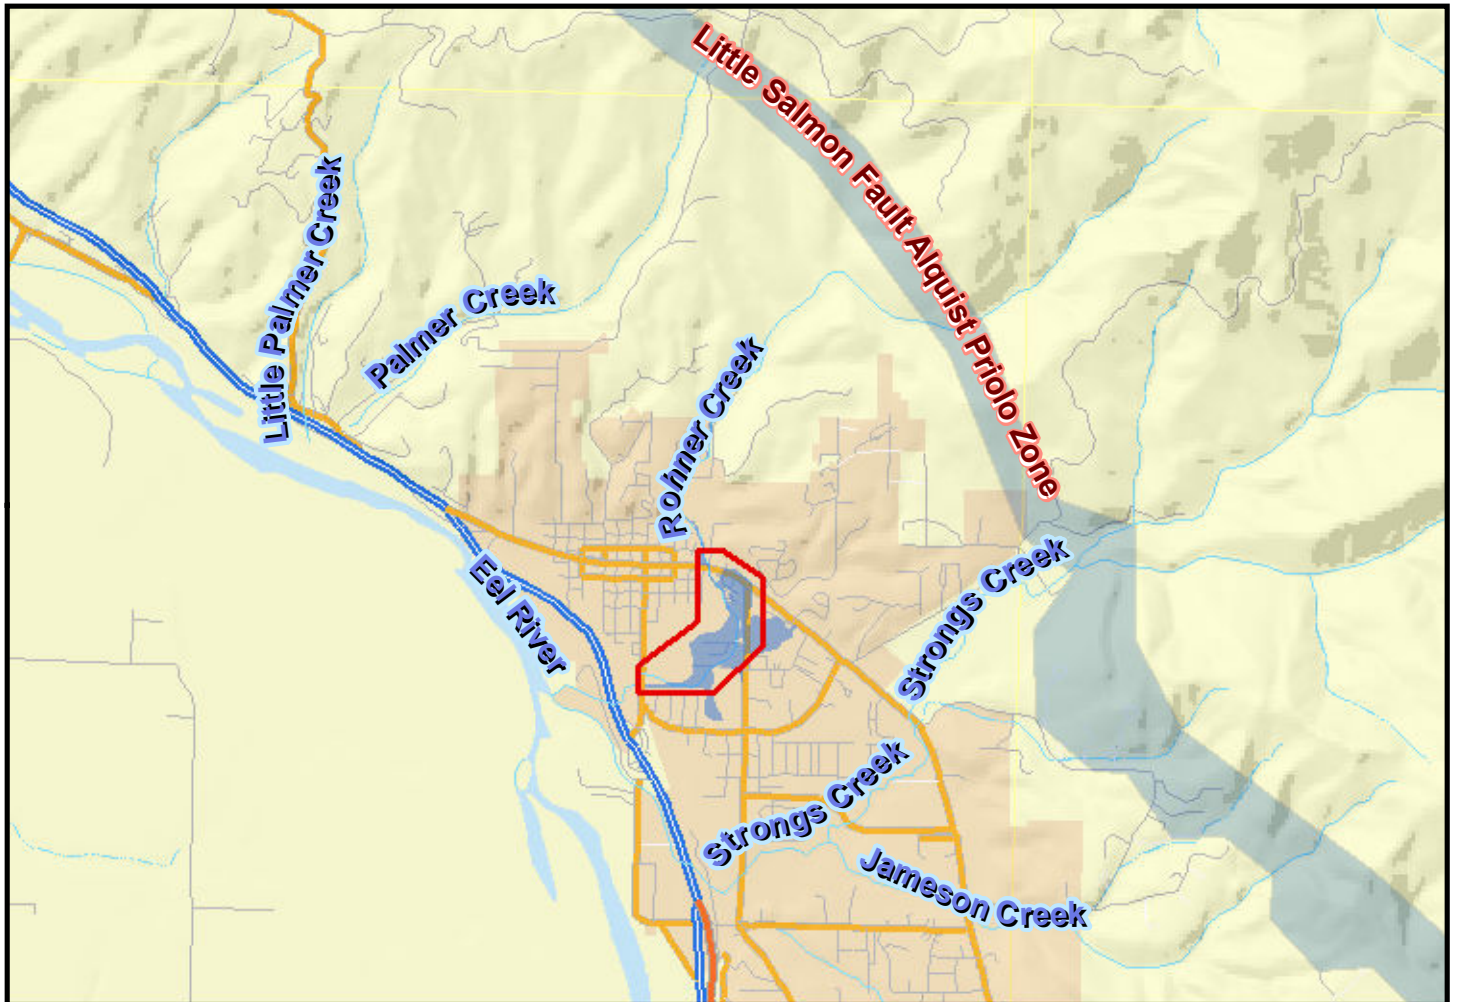 Little Salmon Fault Alquist Priolo Zone
Little Palmer Creek
Palmer Creek
Rohner Creek
Eel River
Strongs Creek
Strongs Creek
Jameson Creek